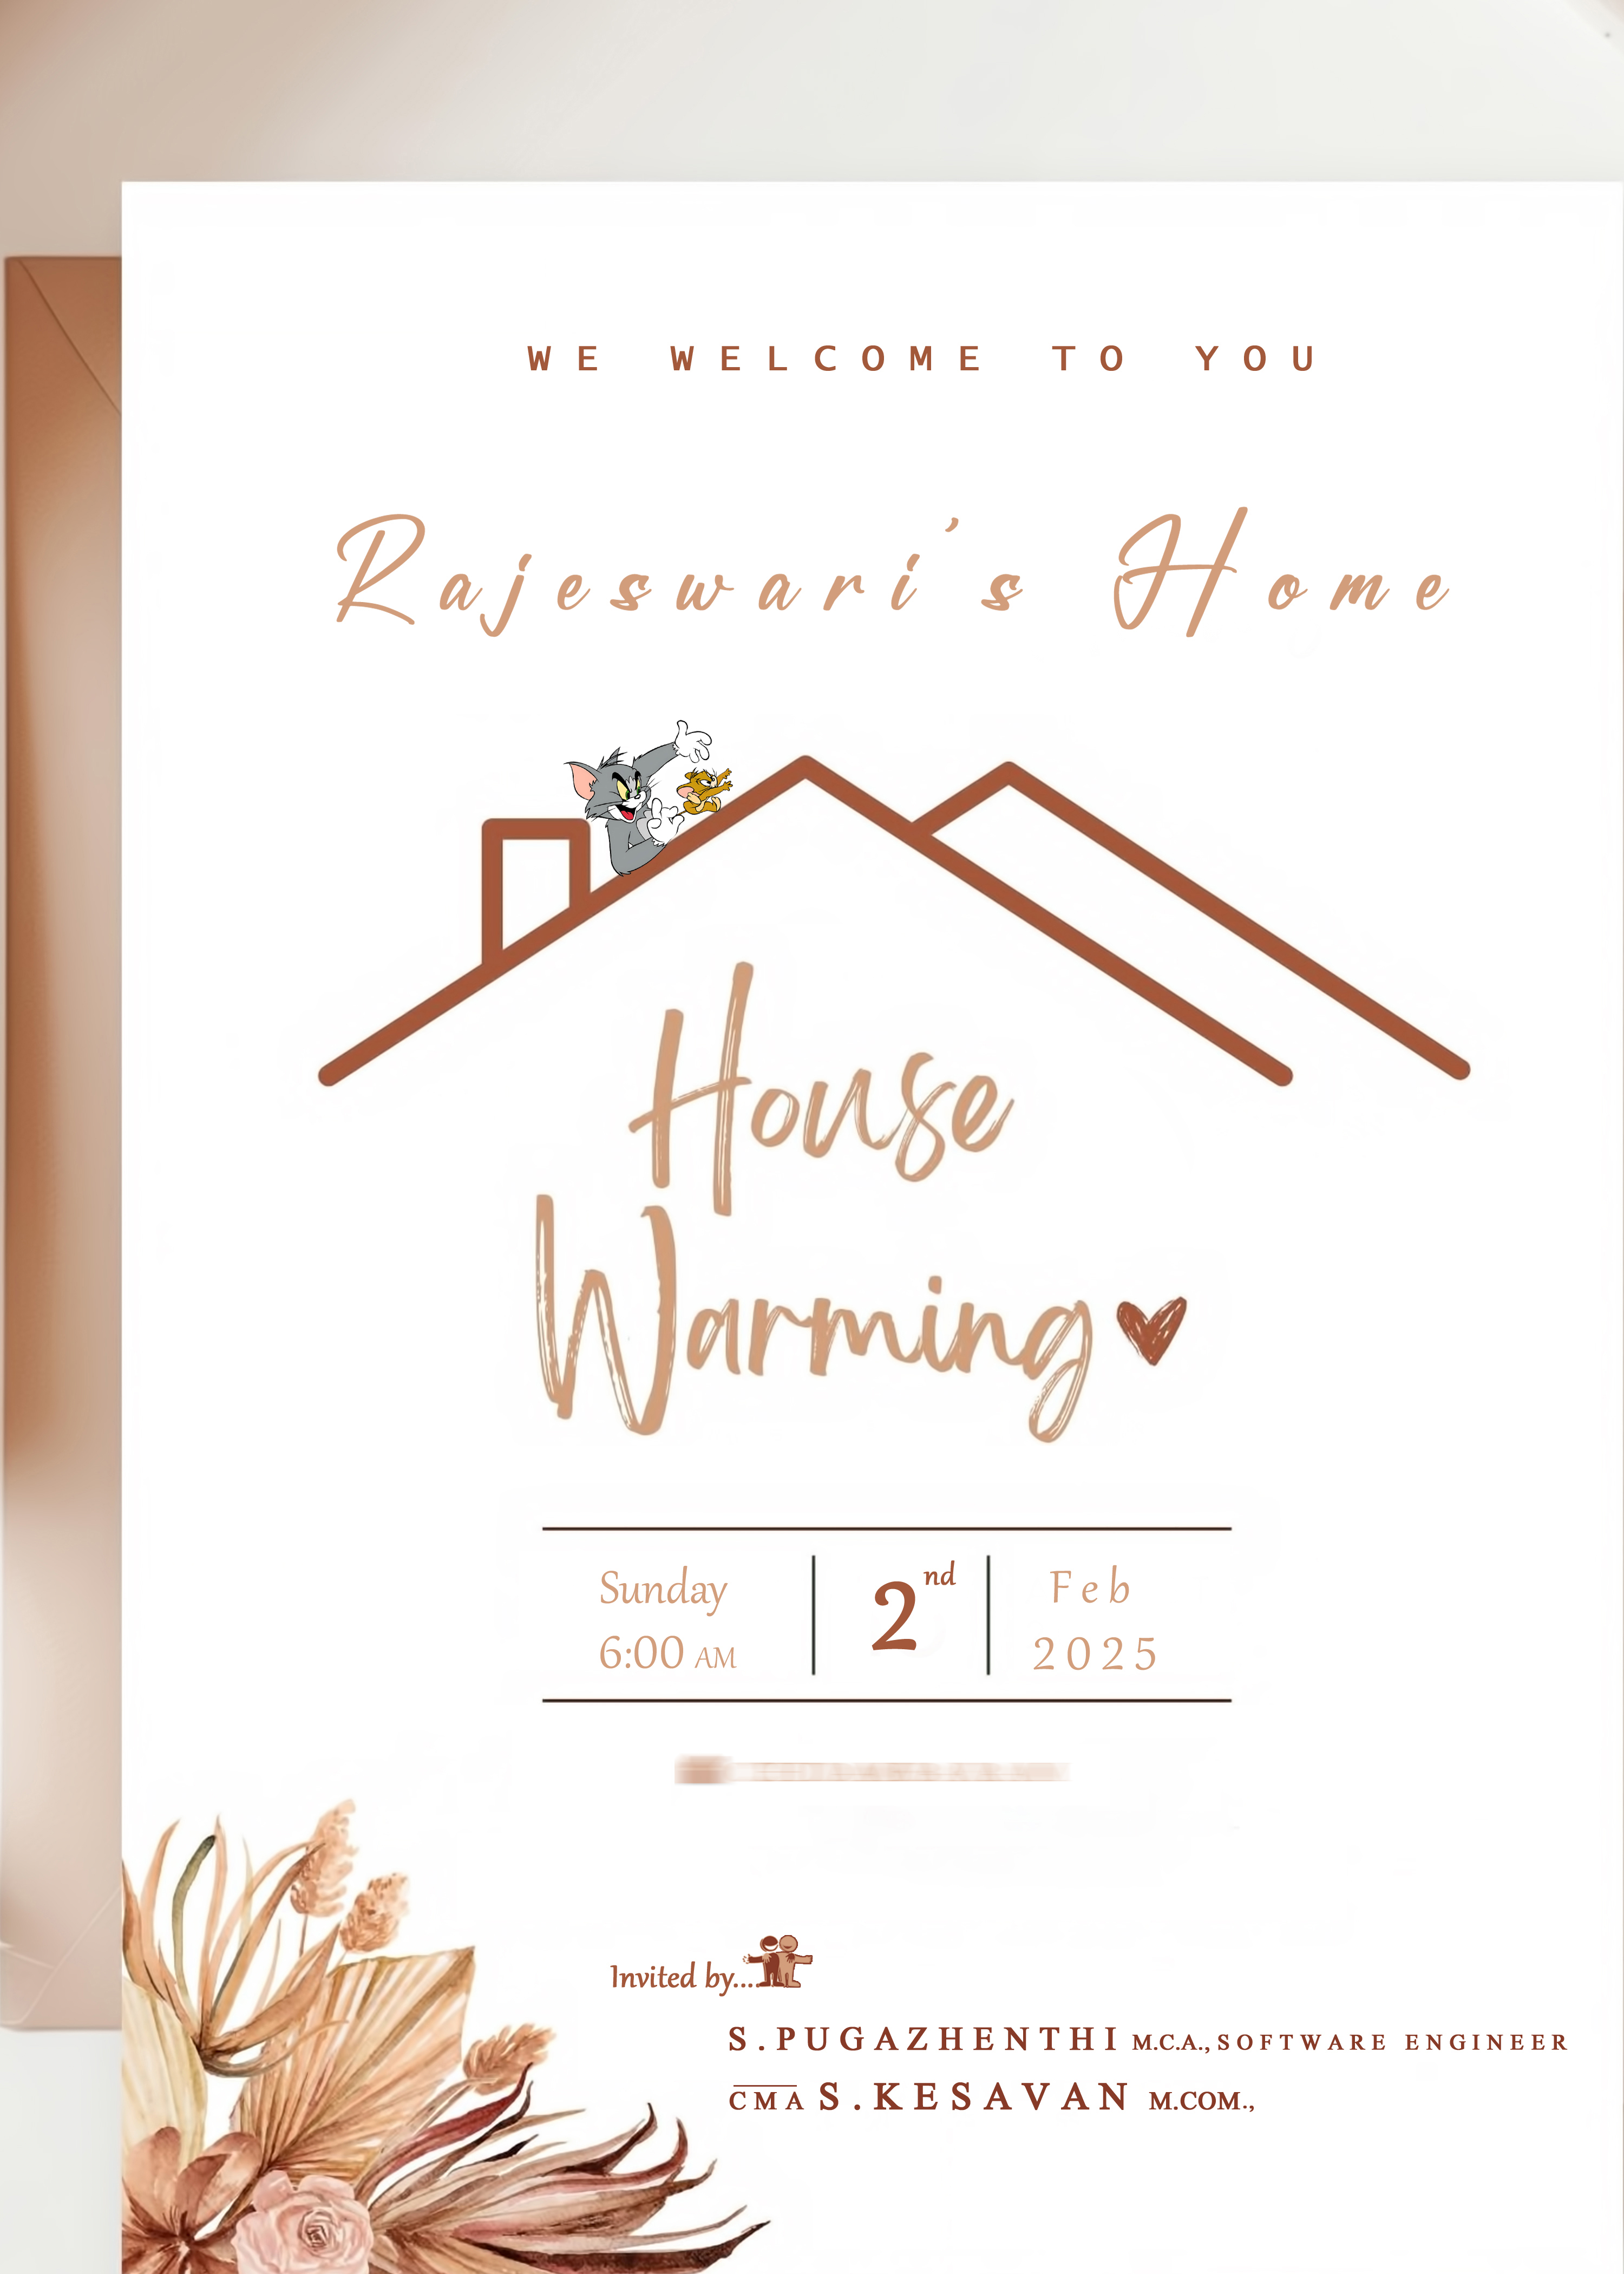 WE WELCOME TO YOU
Rajeswari's Home
House
Warming
Sunday
6:00 AM
2nd
Feb
2025
Invited by....
S.PUGAZHENTHI M.C.A., SOFTWARE ENGINEER
CMA S.KESAVAN M.COM.,